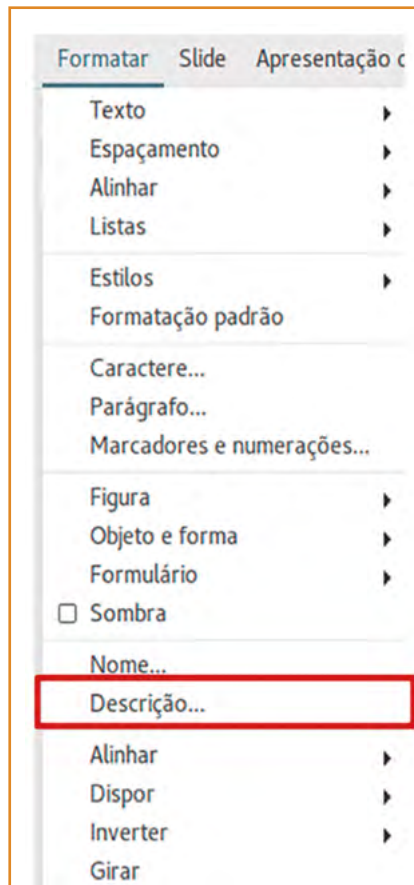 Formatar Slide Apresentação
Texto
Espaçamento
Alinhar
Listas
Estilos
Formatação padrão
Caractere...
Parágrafo...
Marcadores e numerações...
Figura
Objeto e forma
Formulário
Sombra
Nome...
Descrição...
Alinhar
Dispor
Inverter
Girar